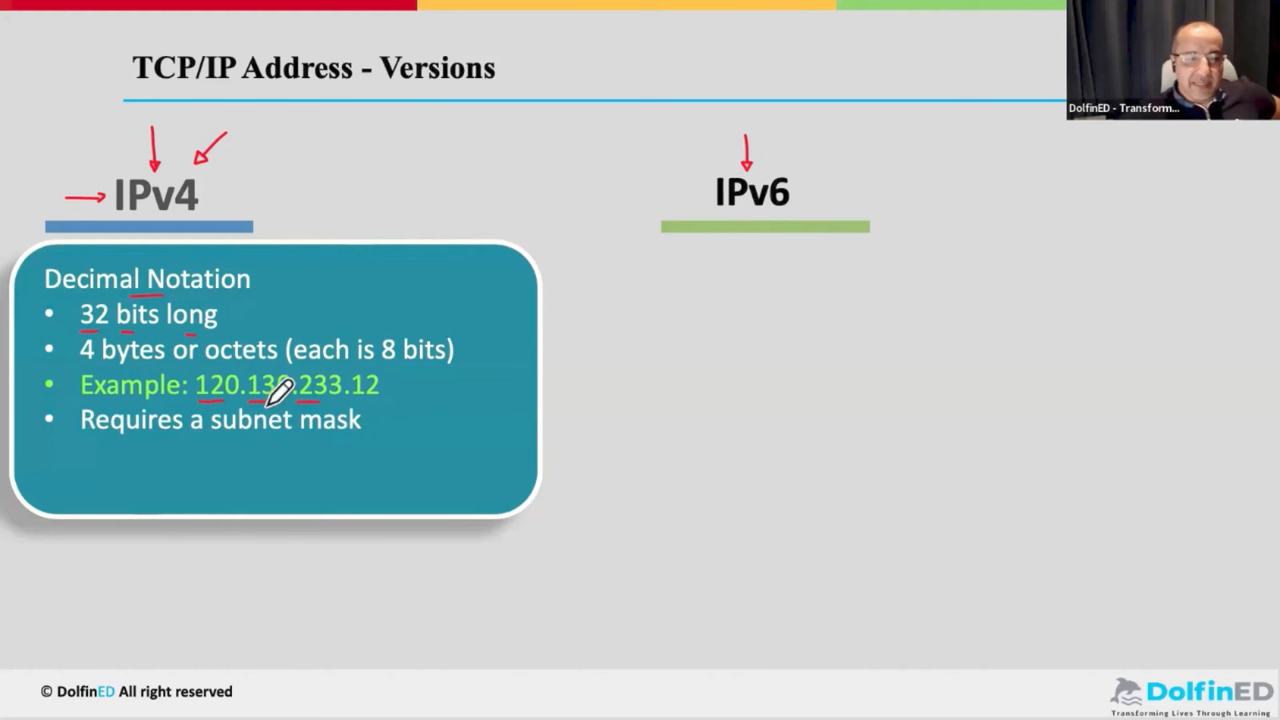 TCP/IP Address - Versions
DolfinED - Transform...
IPv4
IPv6
Decimal Notation
• 32 bits long
• 4 bytes or octets (each is 8 bits)
• Example: 120.139.233.12
• Requires a subnet mask
© DolfinED All right reserved
DolfinED
Transforming Lives Through Learning